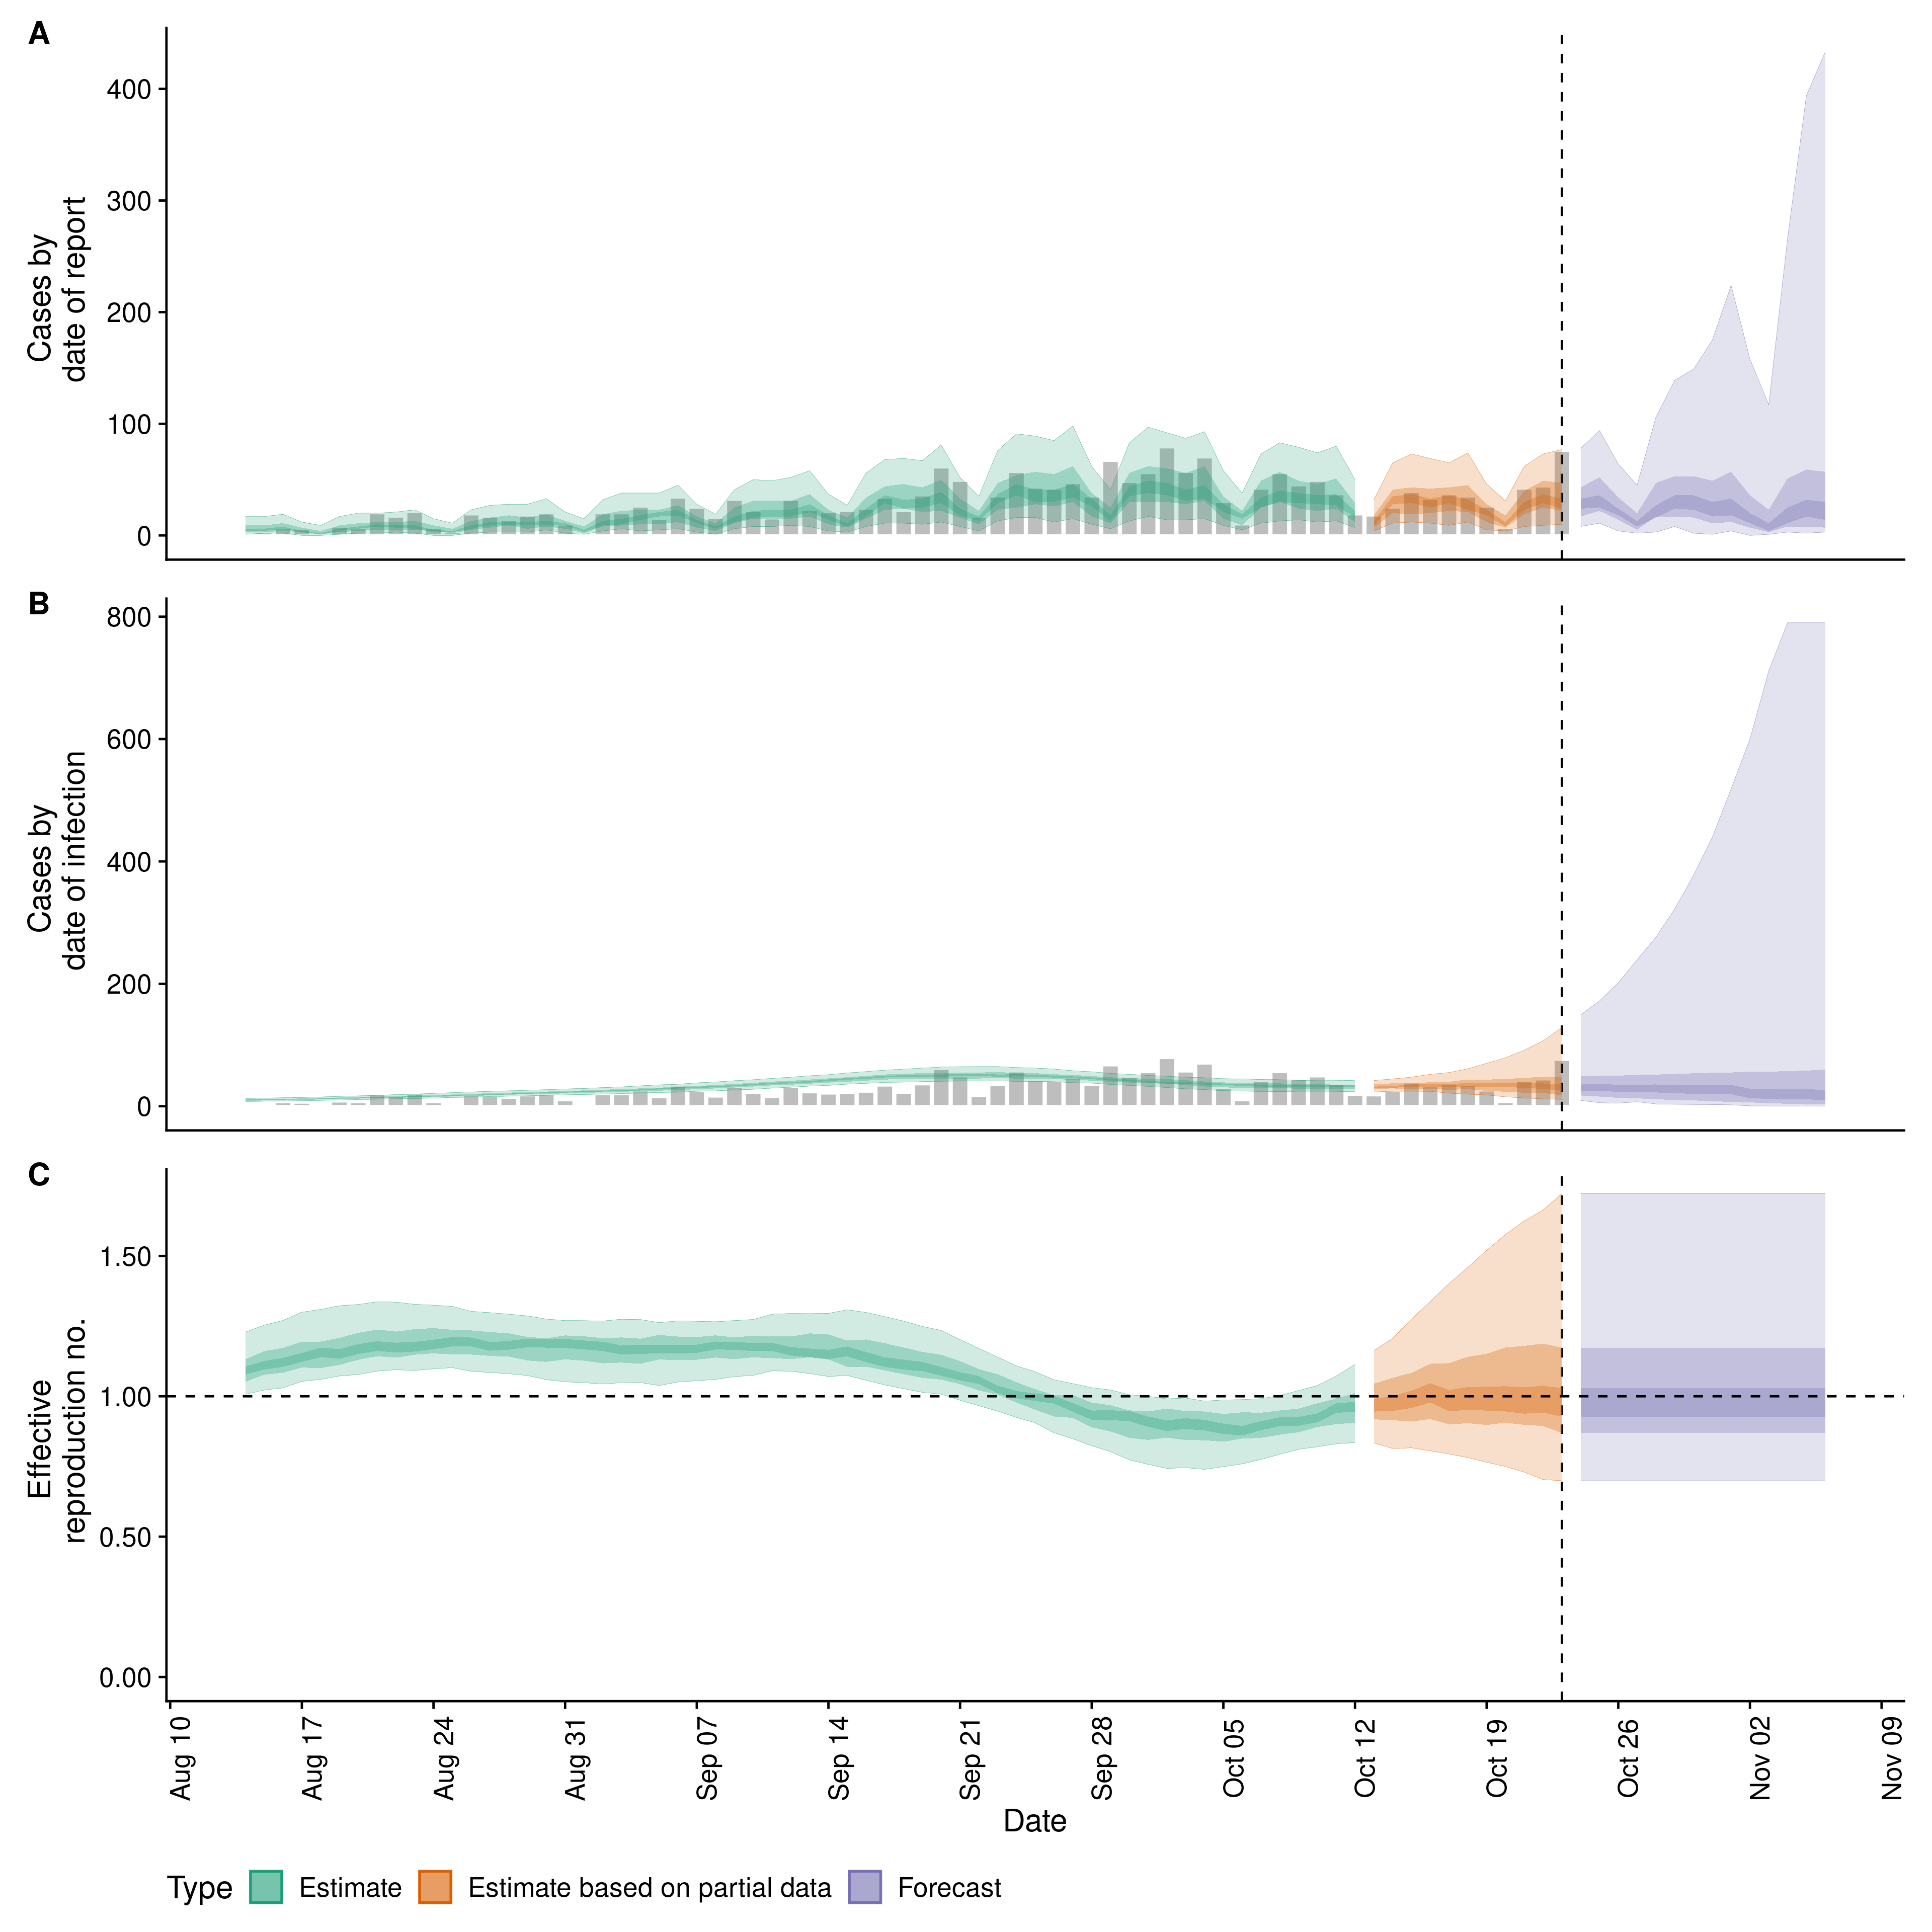 A
Cases by
date of report
400
300
200
100
0
B
Cases by
date of infection
800
600
400
200
0
C
Effective
reproduction no.
1.50
1.00
0.50
0.00
Aug 10
Aug 17
Aug 24
Aug 31
Sep 07
Sep 14
Sep 21
Sep 28
Oct 05
Oct 12
Oct 19
Oct 26
Nov 02
Nov 09
Date
Type Estimate Estimate based on partial data Forecast